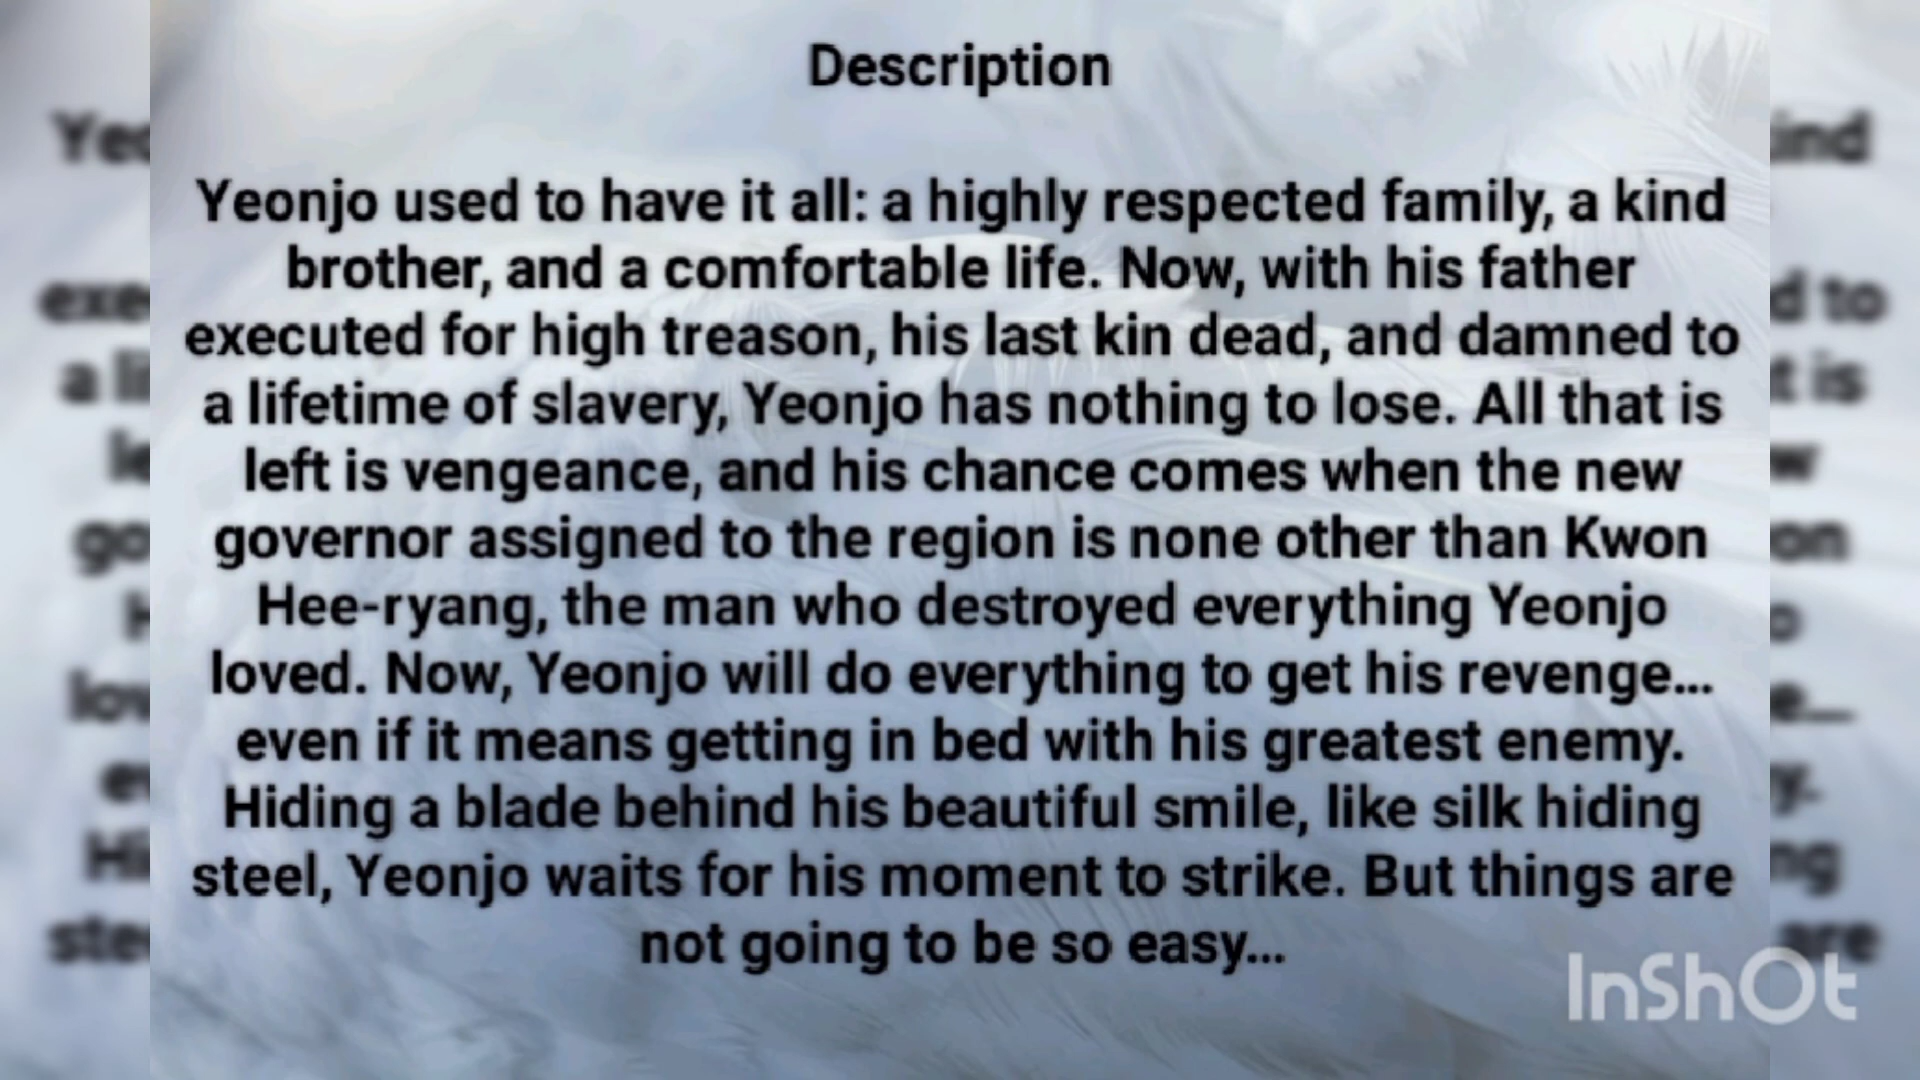 Description
Yeonjo used to have it all: a highly respected family, a kind
brother, and a comfortable life. Now, with his father
executed for high treason, his last kin dead, and damned to
a lifetime of slavery, Yeonjo has nothing to lose. All that is
left is vengeance, and his chance comes when the new
governor assigned to the region is none other than Kwon
Hee-ryang, the man who destroyed everything Yeonjo
loved. Now, Yeonjo will do everything to get his revenge...
even if it means getting in bed with his greatest enemy.
Hiding a blade behind his beautiful smile, like silk hiding
steel, Yeonjo waits for his moment to strike. But things are
not going to be so easy...
InShOt